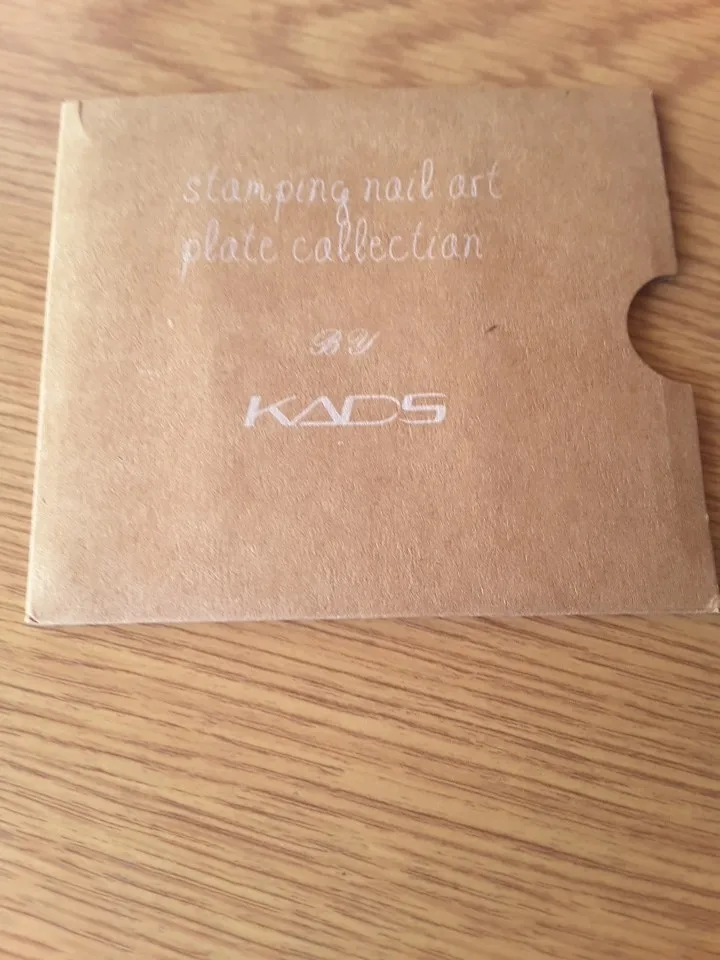 stamping nail art
plate collection
BY
KADS